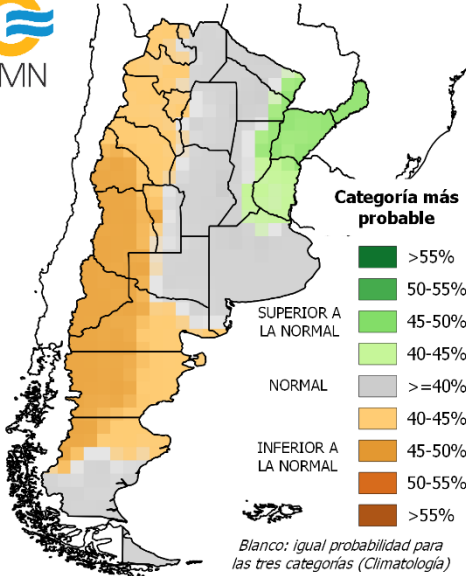 MN
Categoría más
probable
>55%
50-55%
SUPERIOR A
LA NORMAL
45-50%
40-45%
NORMAL
>=40%
40-45%
INFERIOR A
LA NORMAL
45-50%
50-55%
>55%
Blanco: igual probabilidad para
las tres categorías (Climatología)